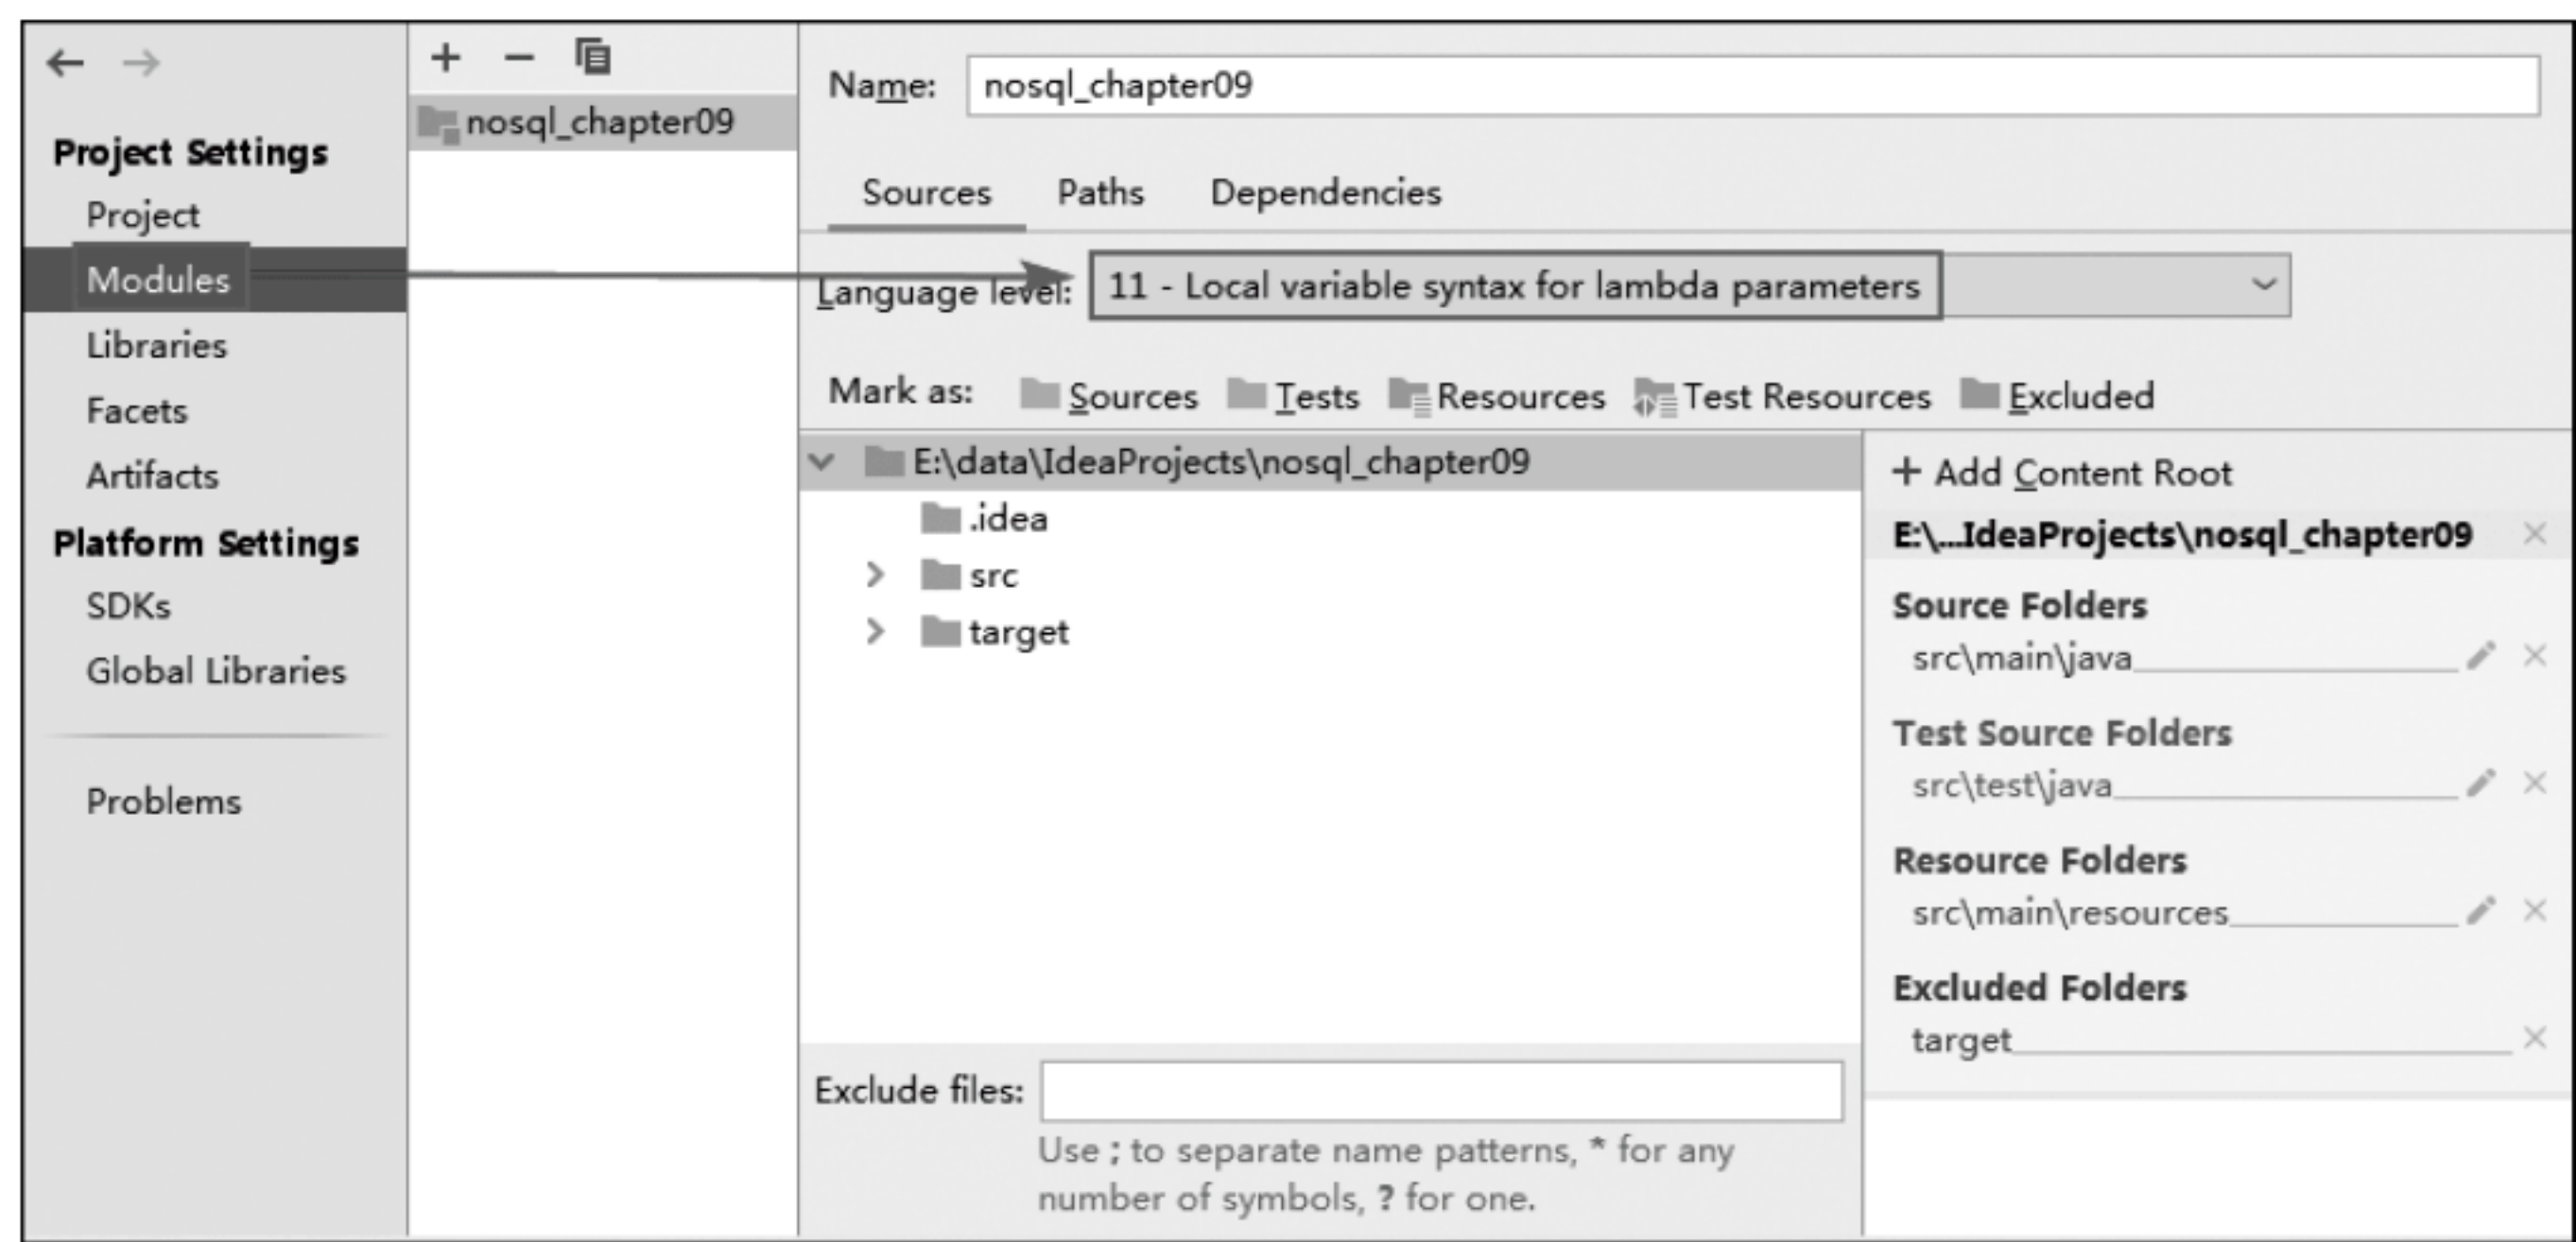 Project Settings
Project
Modules
Libraries
Facets
Artifacts
Platform Settings
SDKs
Global Libraries
Problems
nosql_chapter09
Name: nosql_chapter09
Sources Paths Dependencies
Language level: 11 - Local variable syntax for lambda parameters
Mark as: Sources Tests Resources Test Resources Excluded
E:\data\IdeaProjects\nosql_chapter09
.idea
src
target
Exclude files:
Use ; to separate name patterns, * for any
number of symbols, ? for one.
+ Add Content Root
E:\...IdeaProjects\nosql_chapter09
Source Folders
src\main\java
Test Source Folders
src\test\java
Resource Folders
src\main\resources
Excluded Folders
target